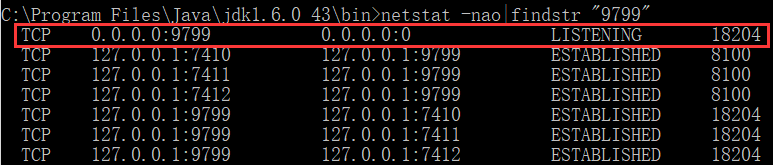 C:\Program Files\Java\jdk1.6.0 43\bin>netstat -nao|findstr "9799"
TCP 0.0.0.0:9799 0.0.0.0:0 LISTENING 18204
TCP 127.0.0.1:7410 127.0.0.1:9799 ESTABLISHED 8100
TCP 127.0.0.1:7411 127.0.0.1:9799 ESTABLISHED 8100
TCP 127.0.0.1:7412 127.0.0.1:9799 ESTABLISHED 8100
TCP 127.0.0.1:9799 127.0.0.1:7410 ESTABLISHED 18204
TCP 127.0.0.1:9799 127.0.0.1:7411 ESTABLISHED 18204
TCP 127.0.0.1:9799 127.0.0.1:7412 ESTABLISHED 18204